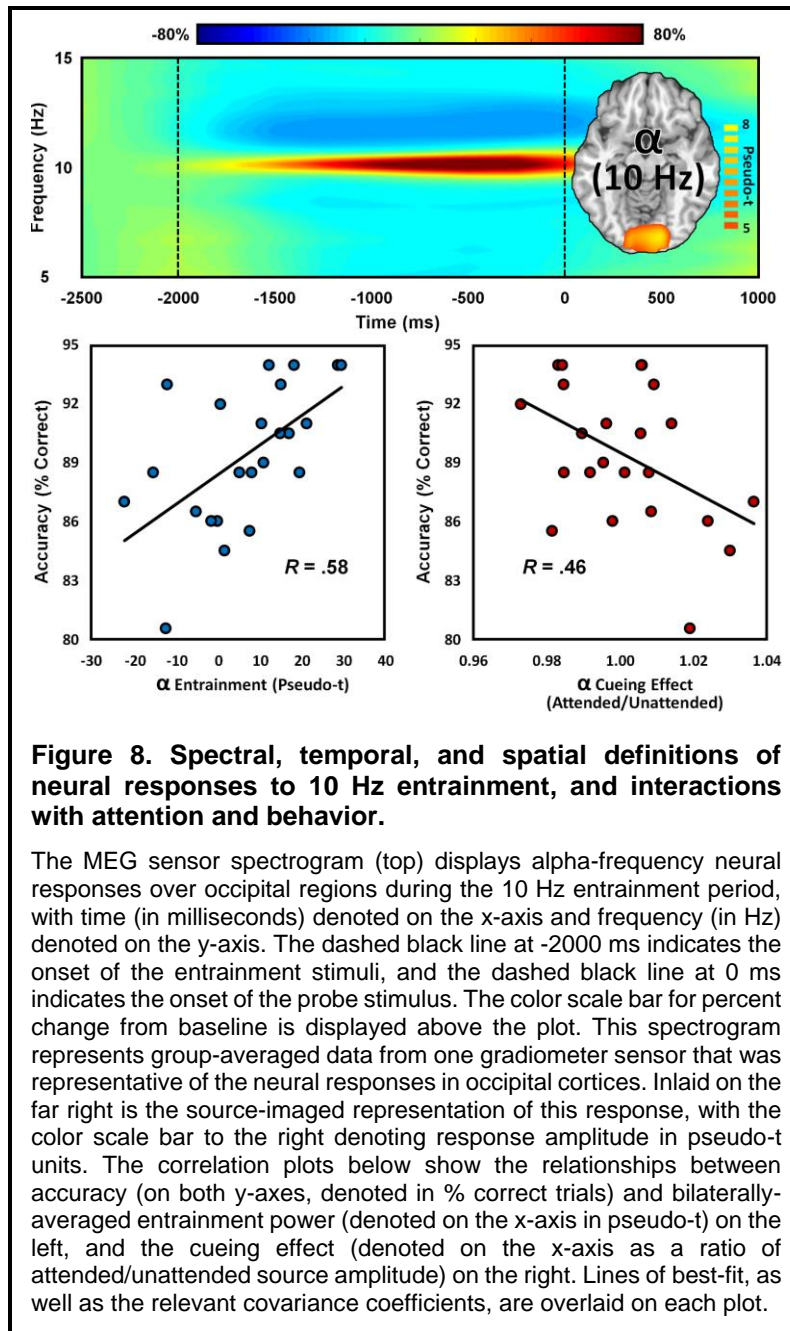 -80% 80%
15
10
5
Frequency (Hz)
α
(10 Hz)
8
Pseudo-t
5
-2500 -2000 -1500 -1000 -500 0 500 1000
Time (ms)
95
92
89
86
83
80
Accuracy (% Correct)
R = .58
-30 -20 -10 0 10 20 30 40
α Entrainment (Pseudo-t)
95
92
89
86
83
80
Accuracy (% Correct)
R = .46
0.96 0.98 1.00 1.02 1.04
α Cueing Effect
(Attended/Unattended)
Figure 8. Spectral, temporal, and spatial definitions of
neural responses to 10 Hz entrainment, and interactions
with attention and behavior.
The MEG sensor spectrogram (top) displays alpha-frequency neural
responses over occipital regions during the 10 Hz entrainment period,
with time (in milliseconds) denoted on the x-axis and frequency (in Hz)
denoted on the y-axis. The dashed black line at -2000 ms indicates the
onset of the entrainment stimuli, and the dashed black line at 0 ms
indicates the onset of the probe stimulus. The color scale bar for percent
change from baseline is displayed above the plot. This spectrogram
represents group-averaged data from one gradiometer sensor that was
representative of the neural responses in occipital cortices. Inlaid on the
far right is the source-imaged representation of this response, with the
color scale bar to the right denoting response amplitude in pseudo-t
units. The correlation plots below show the relationships between
accuracy (on both y-axes, denoted in % correct trials) and bilaterally-
averaged entrainment power (denoted on the x-axis in pseudo-t) on the
left, and the cueing effect (denoted on the x-axis as a ratio of
attended/unattended source amplitude) on the right. Lines of best-fit, as
well as the relevant covariance coefficients, are overlaid on each plot.